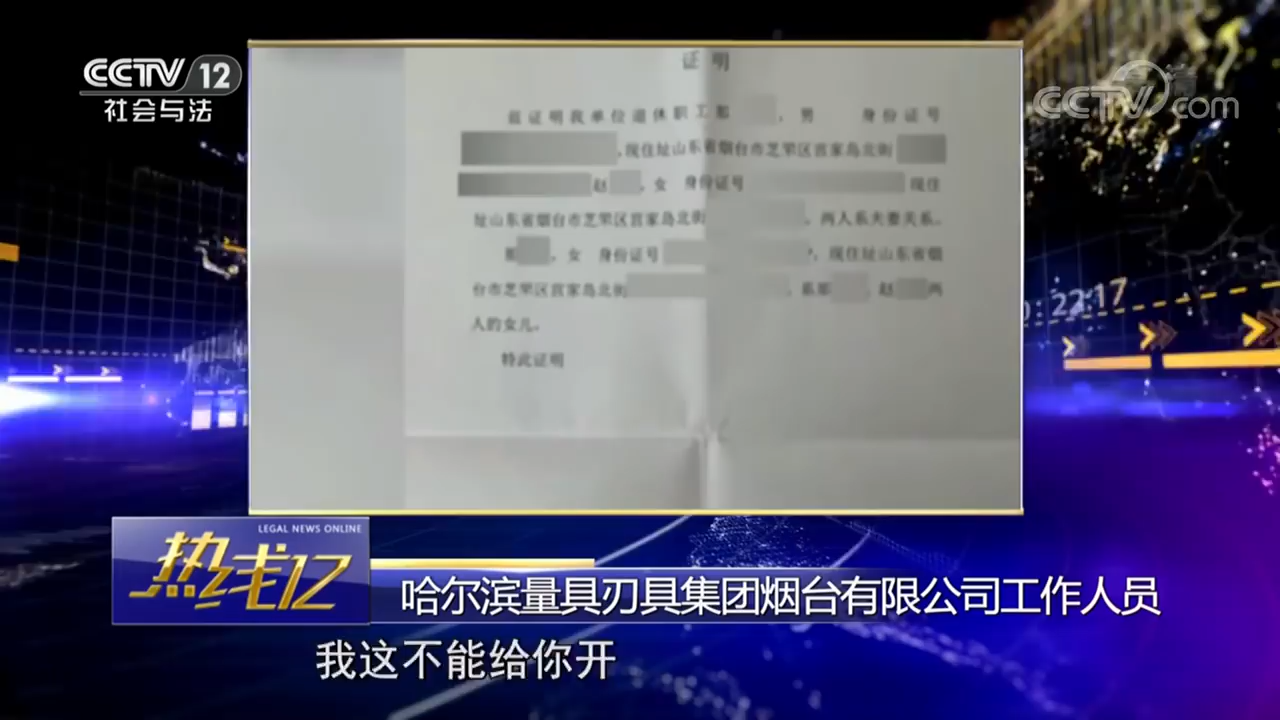 CCTV 12
社会与法
CCTV.com
证明
兹证明我单位退休职工 ，男 身份证号
，现住址山东省烟台市芝罘区宫家岛北街
赵 ，女 身份证号 现住
址山东省烟台市芝罘区宫家岛北街 ，两人系夫妻关系。
，女 身份证号 ，现住址山东省烟
台市芝罘区宫家岛北街 ，系 ，赵 两
人的女儿。
特此证明
22:17
LEGAL NEWS ONLINE
热线12
哈尔滨量具刃具集团烟台有限公司工作人员
我这不能给你开